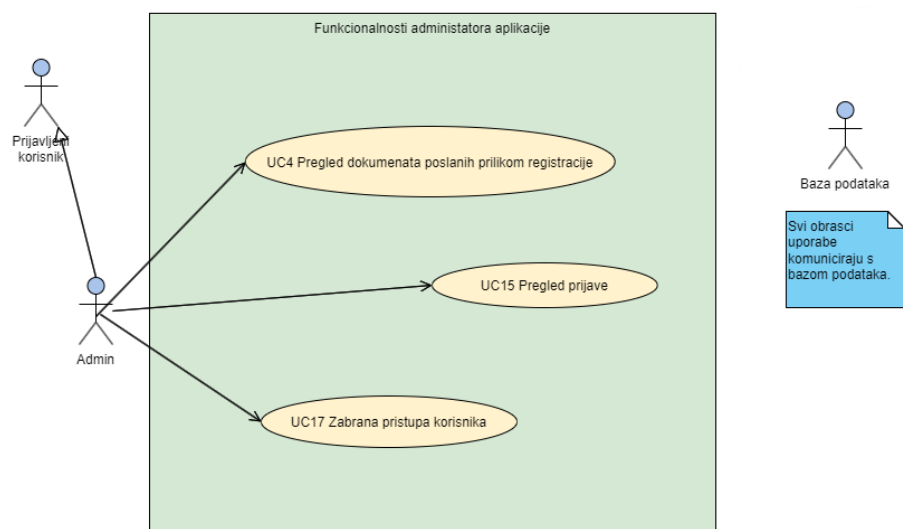 Funkcionalnosti administatora aplikacije
Prijavljeni
korisnik
UC4 Pregled dokumenata poslanih prilikom registracije
Baza podataka
Svi obrasci
uporabe
komuniciraju s
bazom podataka.
UC15 Pregled prijave
Admin
UC17 Zabrana pristupa korisnika